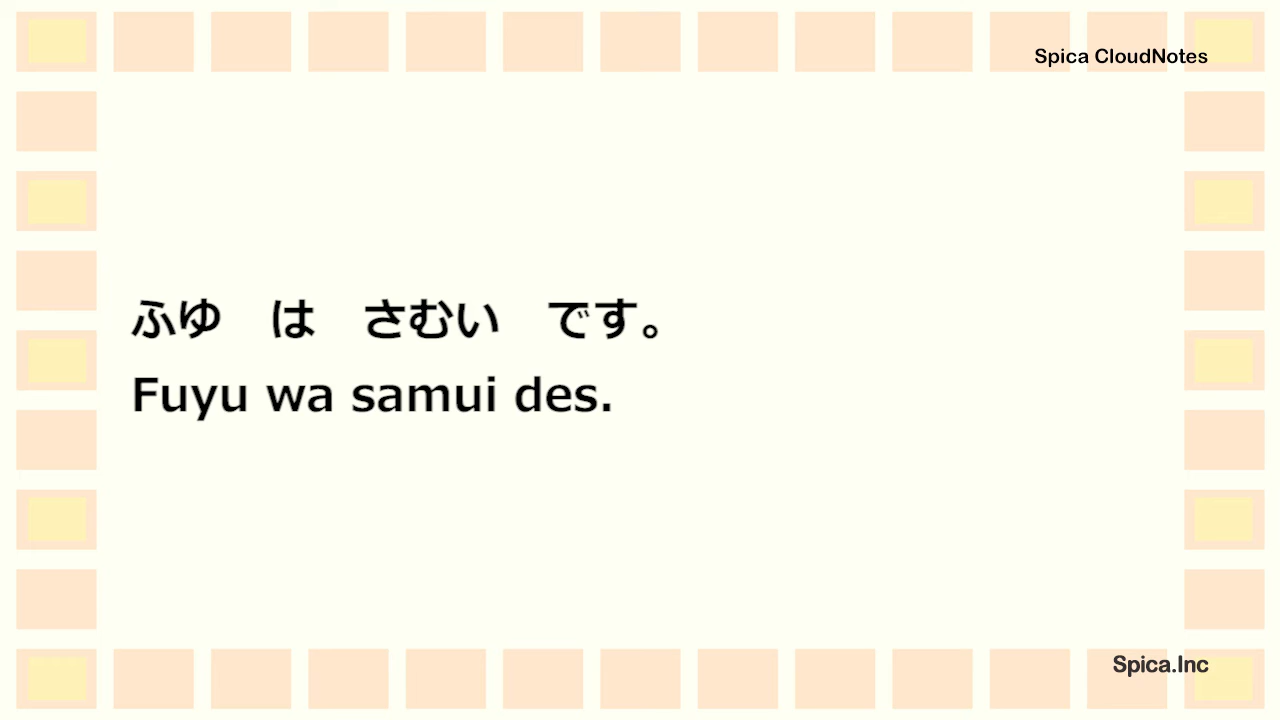 Spica CloudNotes
ふゆ　は　さむい　です。
Fuyu wa samui des.
Spica.Inc